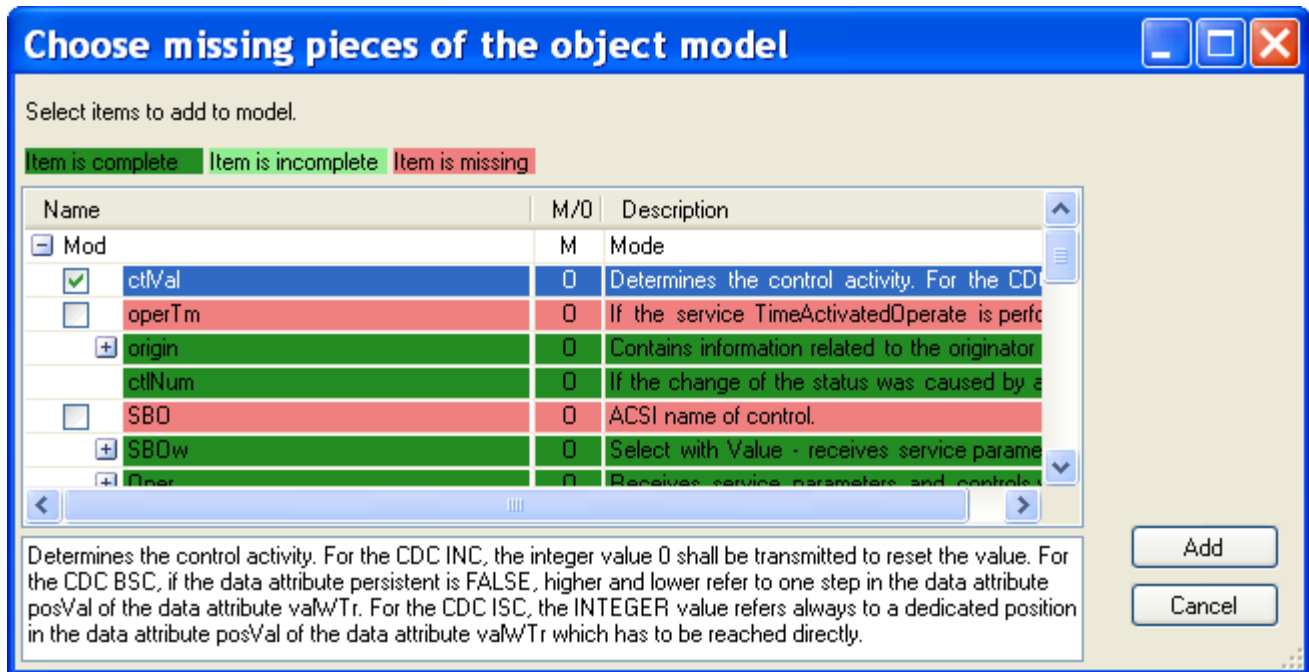 Choose missing pieces of the object model
Select items to add to model.
Item is complete Item is incomplete Item is missing
Name M/O Description
Mod M Mode
ctlVal O Determines the control activity. For the CD
operTm O If the service TimeActivatedOperate is perfo
origin O Contains information related to the originator
ctlNum O If the change of the status was caused by a
SBO O ACSI name of control.
SBOw O Select with Value - receives service parame
Oper O Receives service parameters and controls v
Determines the control activity. For the CDC INC, the integer value 0 shall be transmitted to reset the value. For
the CDC BSC, if the data attribute persistent is FALSE, higher and lower refer to one step in the data attribute
posVal of the data attribute valWTr. For the CDC ISC, the INTEGER value refers always to a dedicated position
in the data attribute posVal of the data attribute valWTr which has to be reached directly.
Add
Cancel